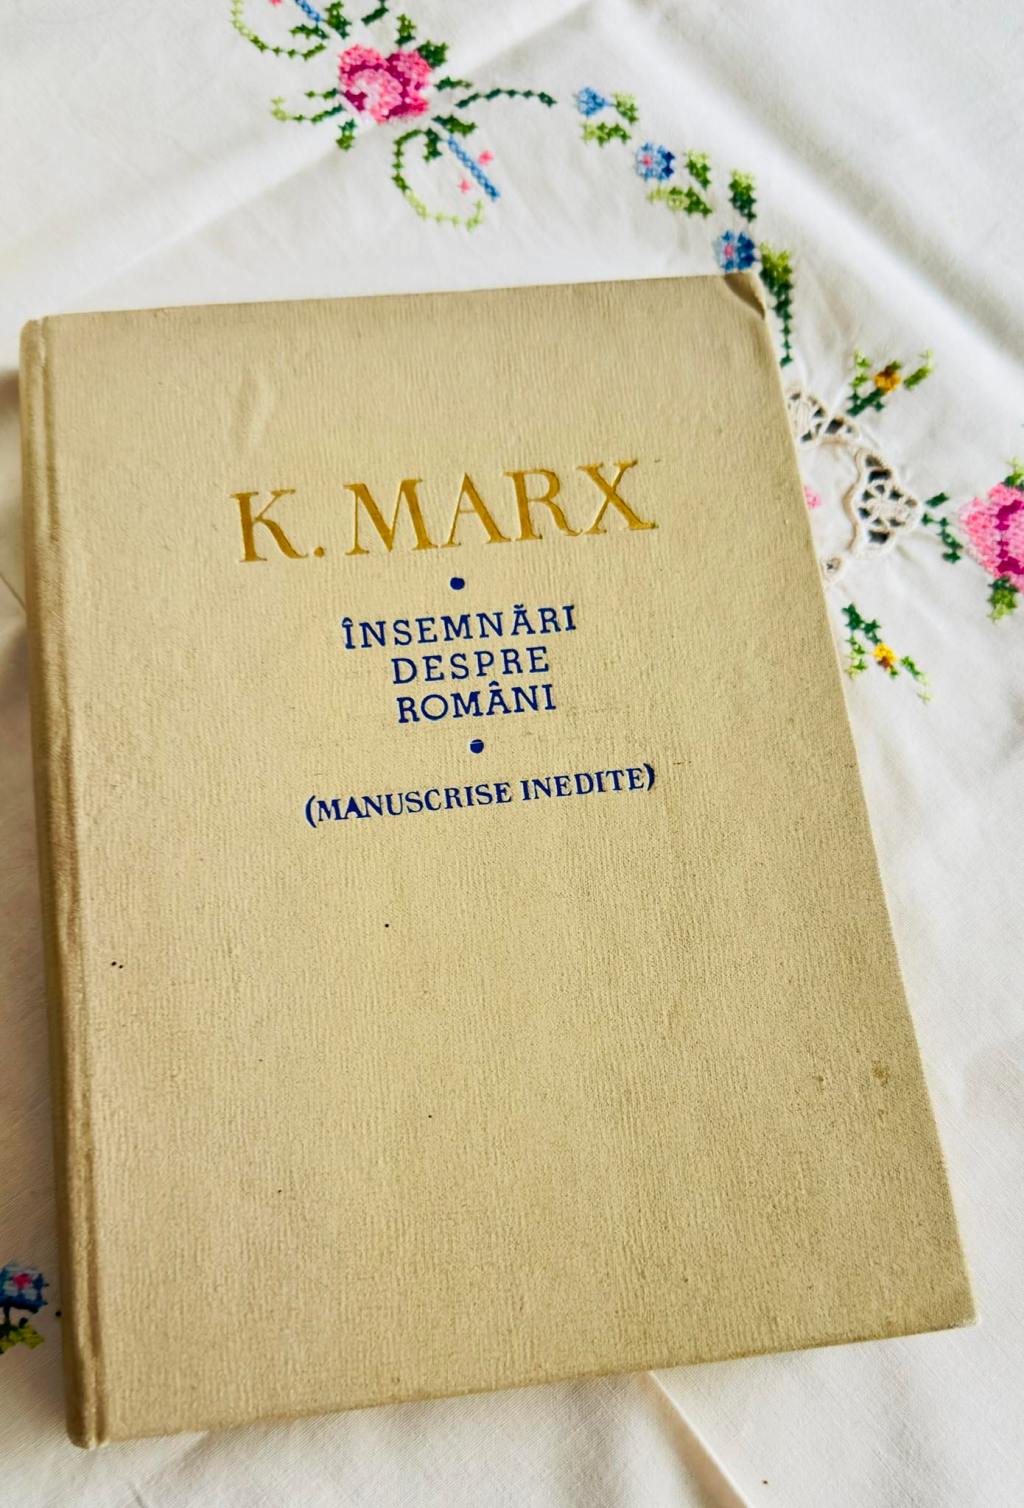 K. MARX
ÎNSEMNĂRI
DESPRE
ROMÂNI
(MANUSCRISE INEDITE)